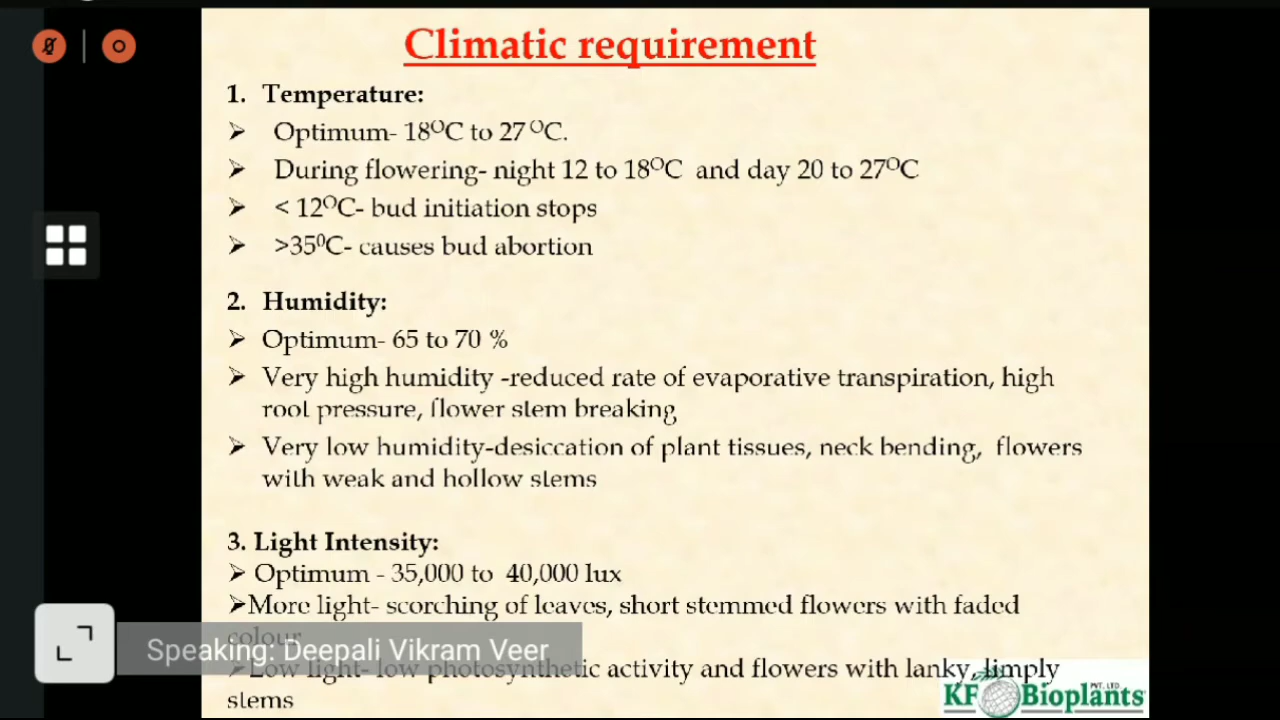 Climatic requirement
1. Temperature:
➢ Optimum- 18⁰C to 27 ⁰C.
➢ During flowering- night 12 to 18⁰C and day 20 to 27⁰C
➢ < 12⁰C- bud initiation stops
➢ >35⁰C- causes bud abortion
2. Humidity:
➢ Optimum- 65 to 70 %
➢ Very high humidity -reduced rate of evaporative transpiration, high
root pressure, flower stem breaking
➢ Very low humidity-desiccation of plant tissues, neck bending, flowers
with weak and hollow stems
3. Light Intensity:
➢ Optimum - 35,000 to 40,000 lux
➢More light- scorching of leaves, short stemmed flowers with faded
colour
Speaking: Deepali Vikram Veer
➢Low light- low photosynthetic activity and flowers with lanky, limply
stems
KF Bioplants PVT. LTD.